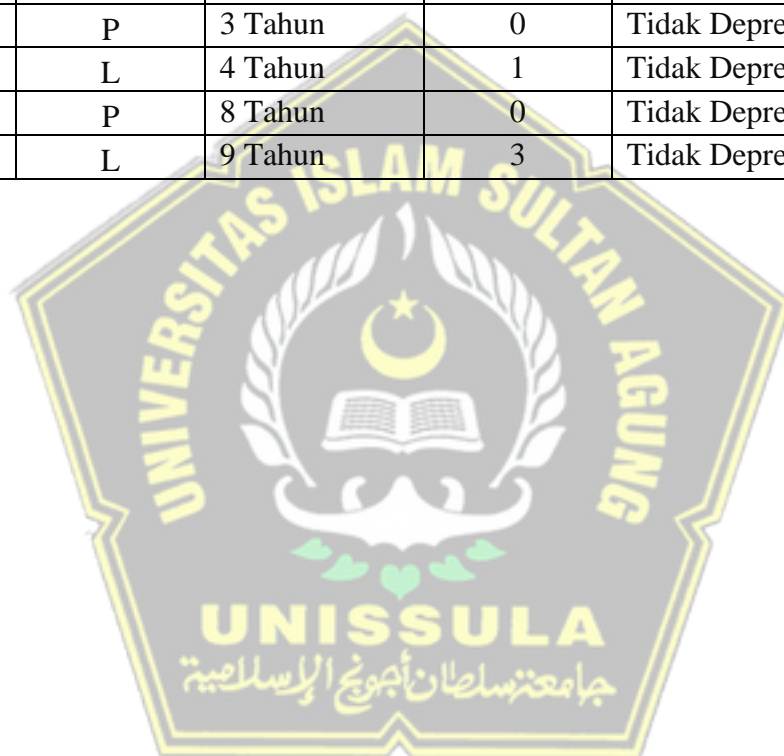 P 3 Tahun 0 Tidak Depre
L 4 Tahun 1 Tidak Depre
P 8 Tahun 0 Tidak Depre
L 9 Tahun 3 Tidak Depre
UNIVERSITAS ISLAM SULTAN AGUNG
UNISSULA
جامعة سلطان أجونج الإسلامية